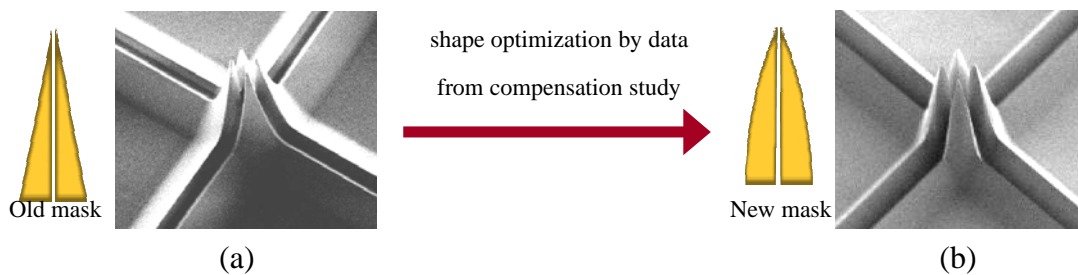 shape optimization by data
from compensation study
Old mask
New mask
(a)
(b)